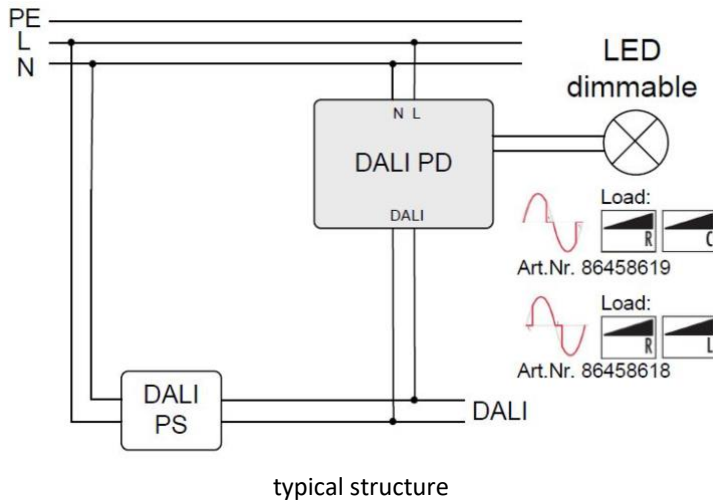 PE
L
N
LED
dimmable
N L
DALI PD
DALI
Load:
R
C
Art.Nr. 86458619
Load:
R
L
Art.Nr. 86458618
DALI
PS
DALI
typical structure